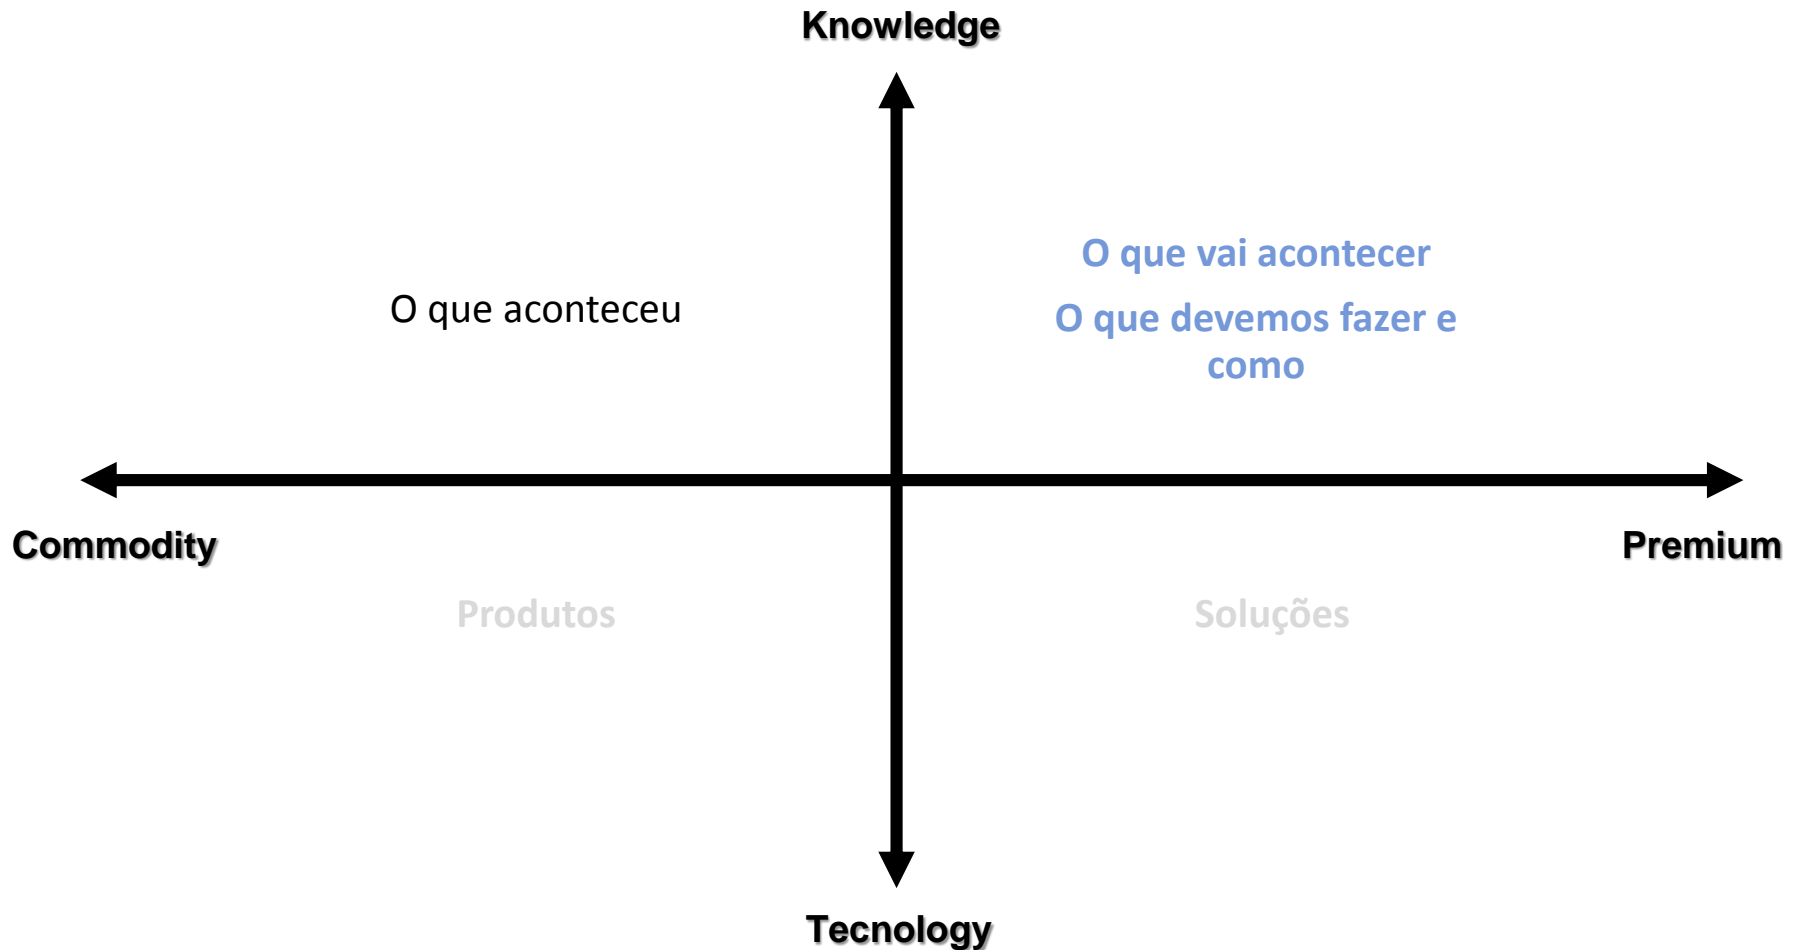 Knowledge
O que vai acontecer
O que aconteceu
O que devemos fazer e
como
Commodity
Premium
Produtos
Soluções
Tecnology